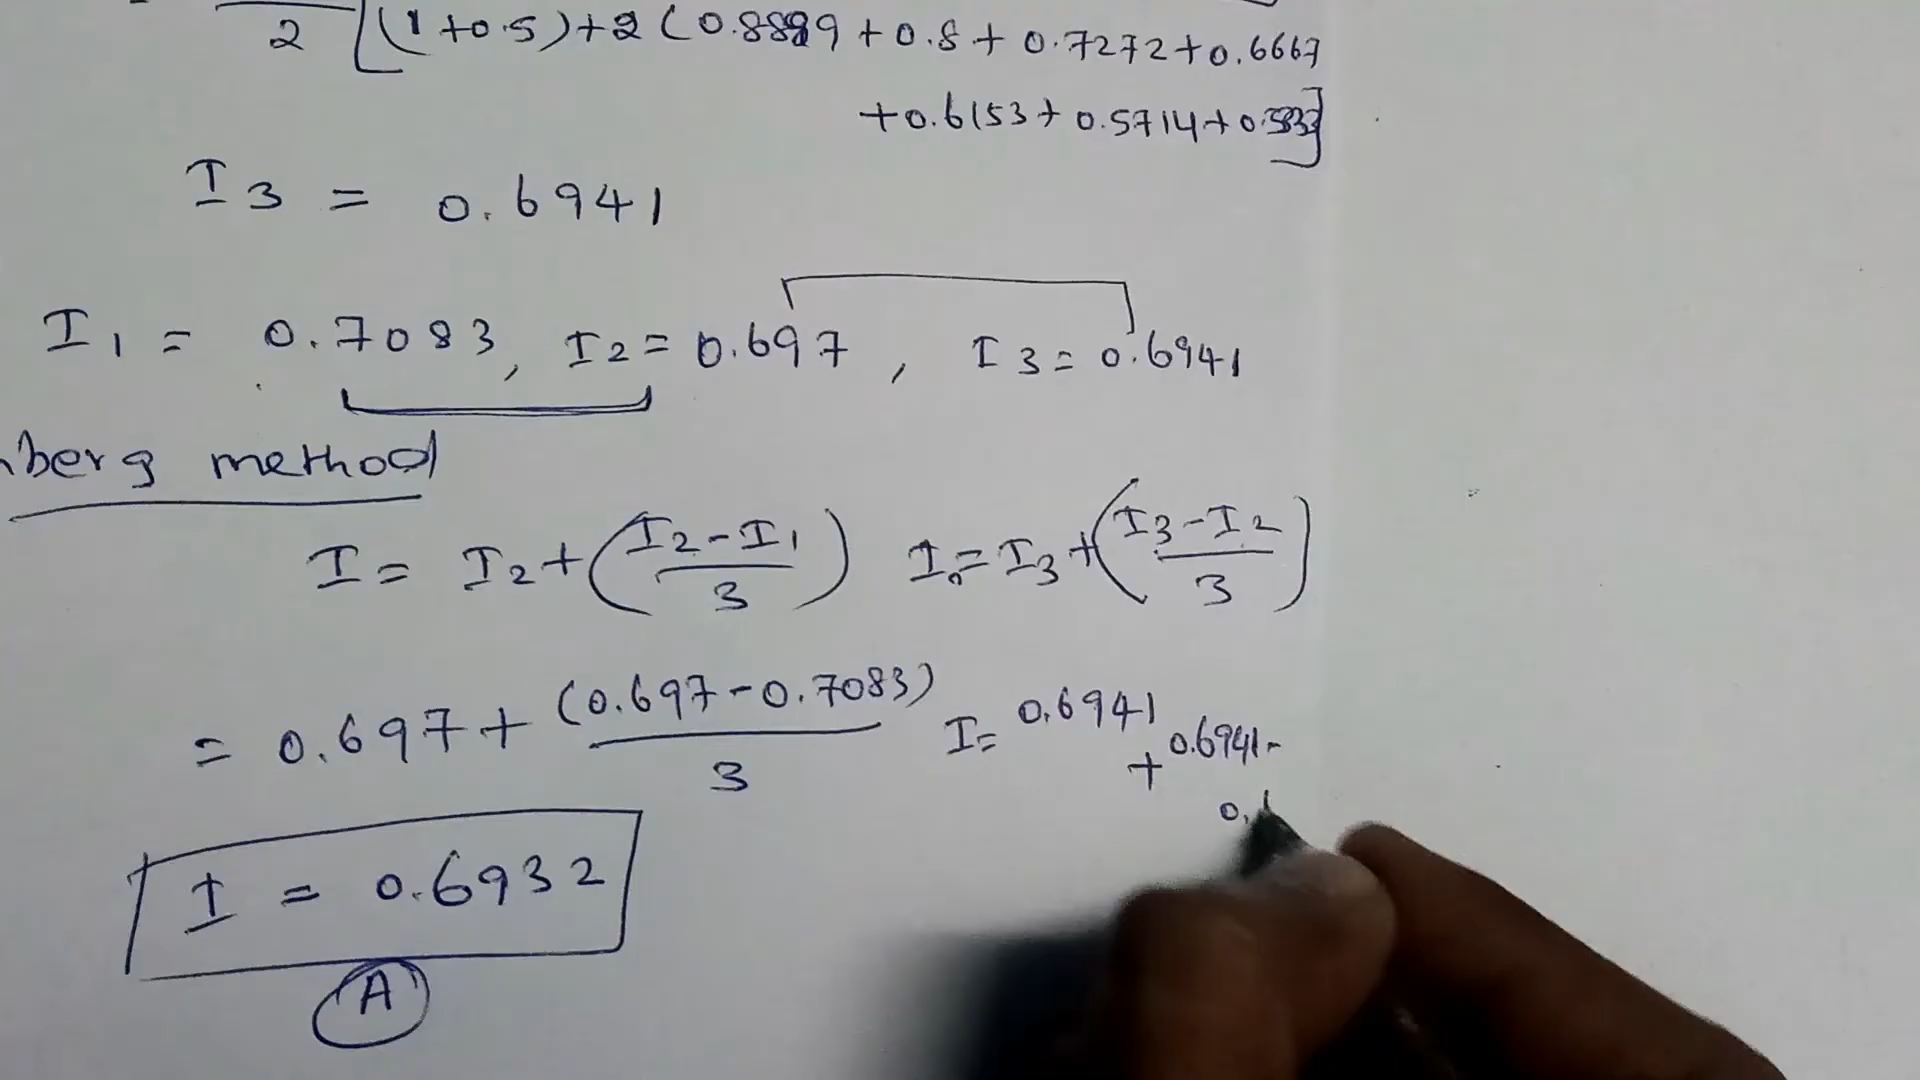 2 [(1+0.5)+2(0.8889+0.8+0.7272+0.6667
+0.6153+0.5714+0.5333]
I3 = 0.6941
I1 = 0.7083, I2 = 0.697, I3 = 0.6941
berg method
I = I2+(I2-I1/3) I = I3+(I3-I2/3)
= 0.697+(0.697-0.7083)/3 I= 0.6941
+0.6941-
0.
I = 0.6932
A